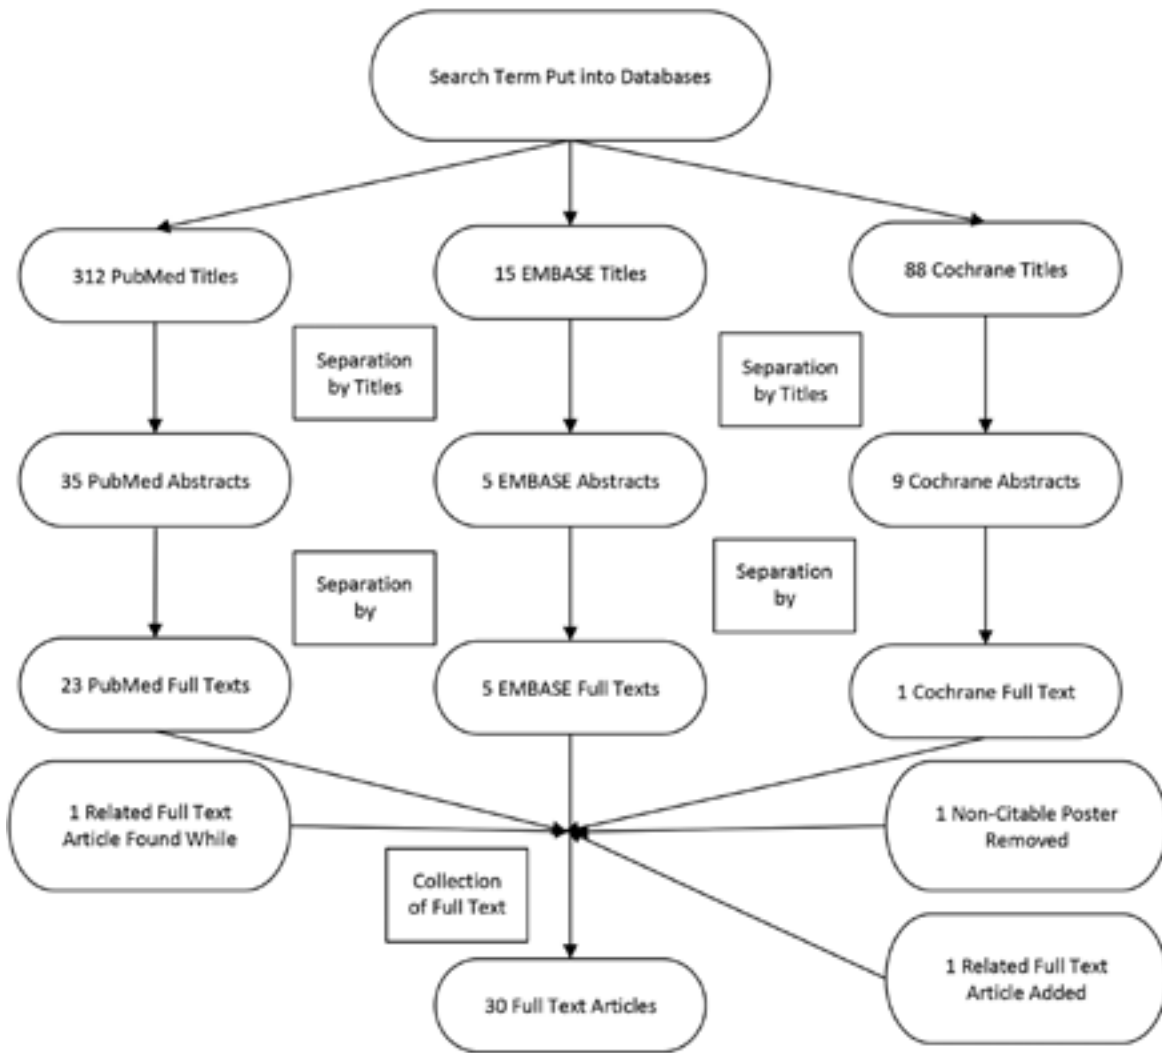 Search Term Put into Databases
312 PubMed Titles
15 EMBASE Titles
88 Cochrane Titles
Separation
by Titles
Separation
by Titles
35 PubMed Abstracts
5 EMBASE Abstracts
9 Cochrane Abstracts
Separation
by
Separation
by
23 PubMed Full Texts
5 EMBASE Full Texts
1 Cochrane Full Text
1 Related Full Text
Article Found While
1 Non-Citable Poster
Removed
Collection
of Full Text
1 Related Full Text
Article Added
30 Full Text Articles